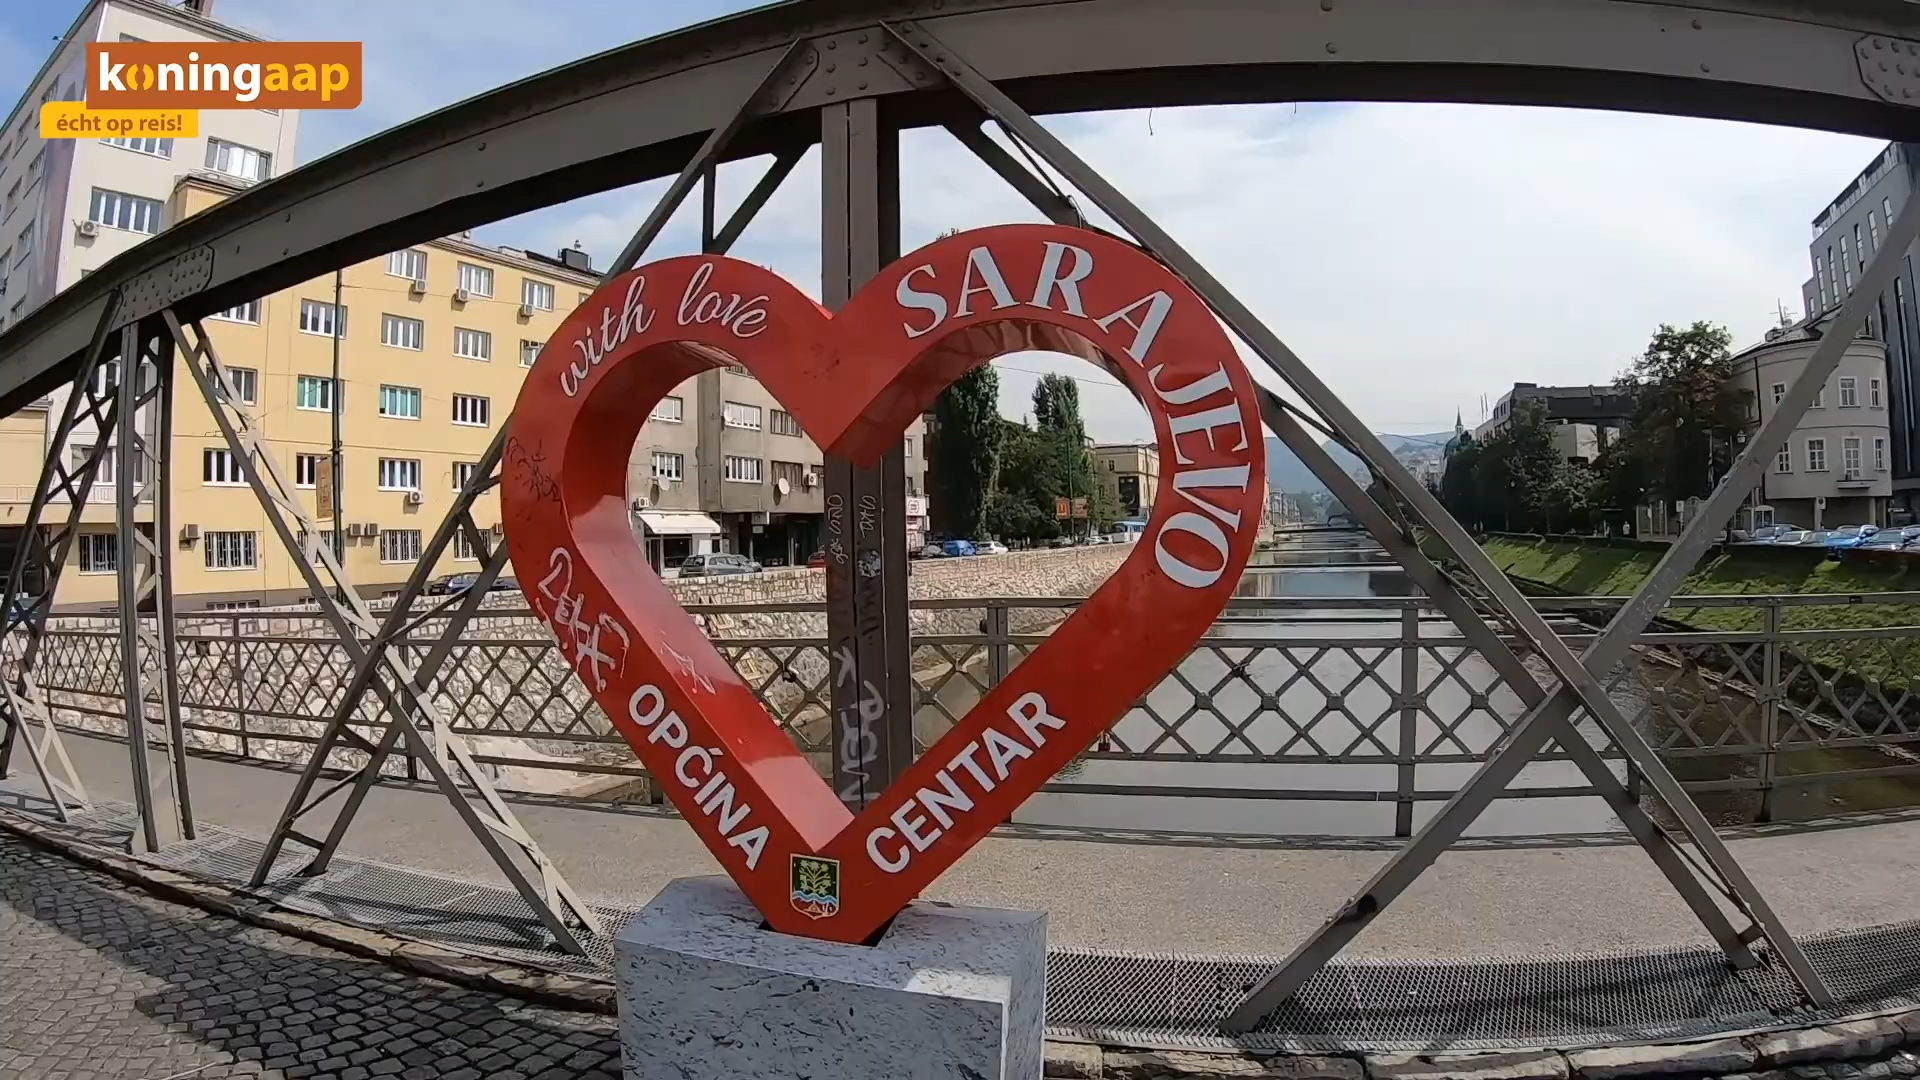 koningaap
écht op reis!
with love
SARAJEVO
OPĆINA
CENTAR